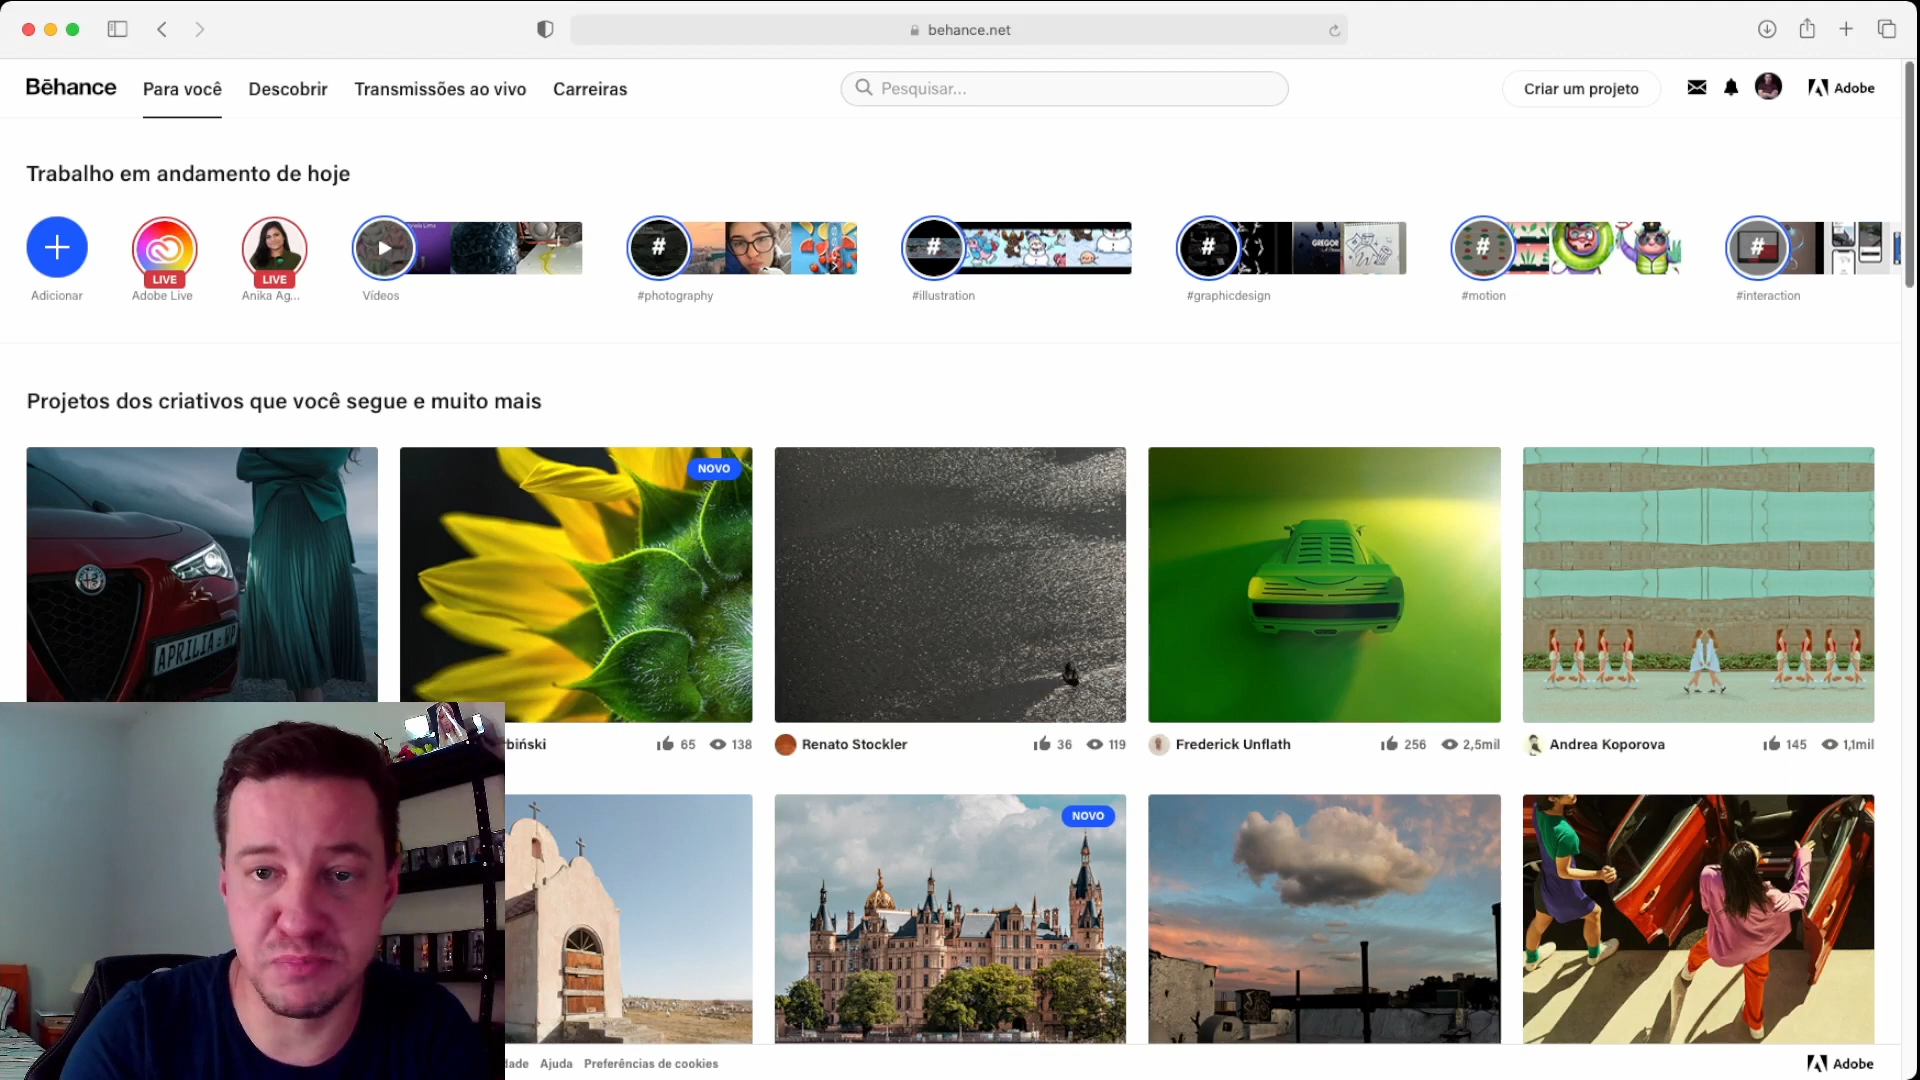 behance.net
Bēhance Para você Descobrir Transmissões ao vivo Carreiras Pesquisar... Criar um projeto Adobe
Trabalho em andamento de hoje
LIVE LIVE # # # # #
Adicionar Adobe Live Anika Ag... Vídeos #photography #illustration #graphicdesign #motion #interaction
GREGOR
Projetos dos criativos que você segue e muito mais
NOVO
APRILIA
rbiński 65 138 Renato Stockler 36 119 Frederick Unflath 256 2,5mil Andrea Koporova 145 1,1mil
NOVO
dade Ajuda Preferências de cookies Adobe